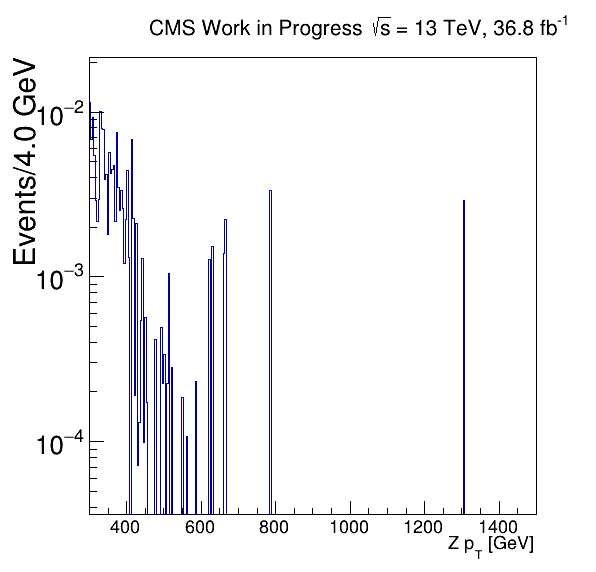 CMS Work in Progress √s = 13 TeV, 36.8 fb⁻¹
Events/4.0 GeV
10⁻²
10⁻³
10⁻⁴
400 600 800 1000 1200 1400
Z p_T [GeV]